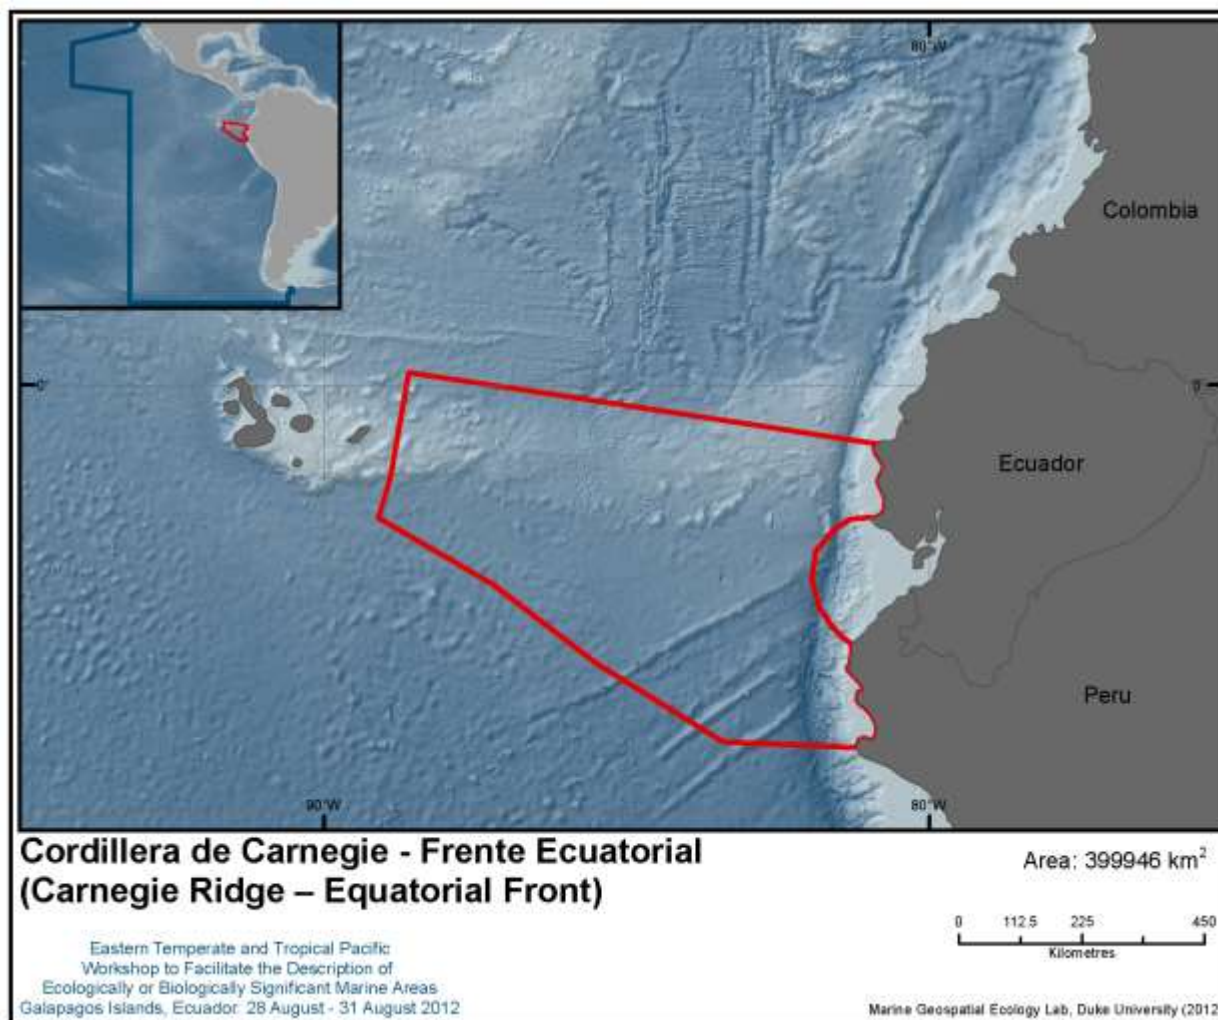 80°W
Colombia
0°
0°
Ecuador
Peru
90°W
80°W
Cordillera de Carnegie - Frente Ecuatorial
(Carnegie Ridge – Equatorial Front)
Area: 399946 km²
0 112.5 225 450
Kilometres
Eastern Temperate and Tropical Pacific
Workshop to Facilitate the Description of
Ecologically or Biologically Significant Marine Areas
Galapagos Islands, Ecuador: 28 August - 31 August 2012
Marine Geospatial Ecology Lab, Duke University (2012